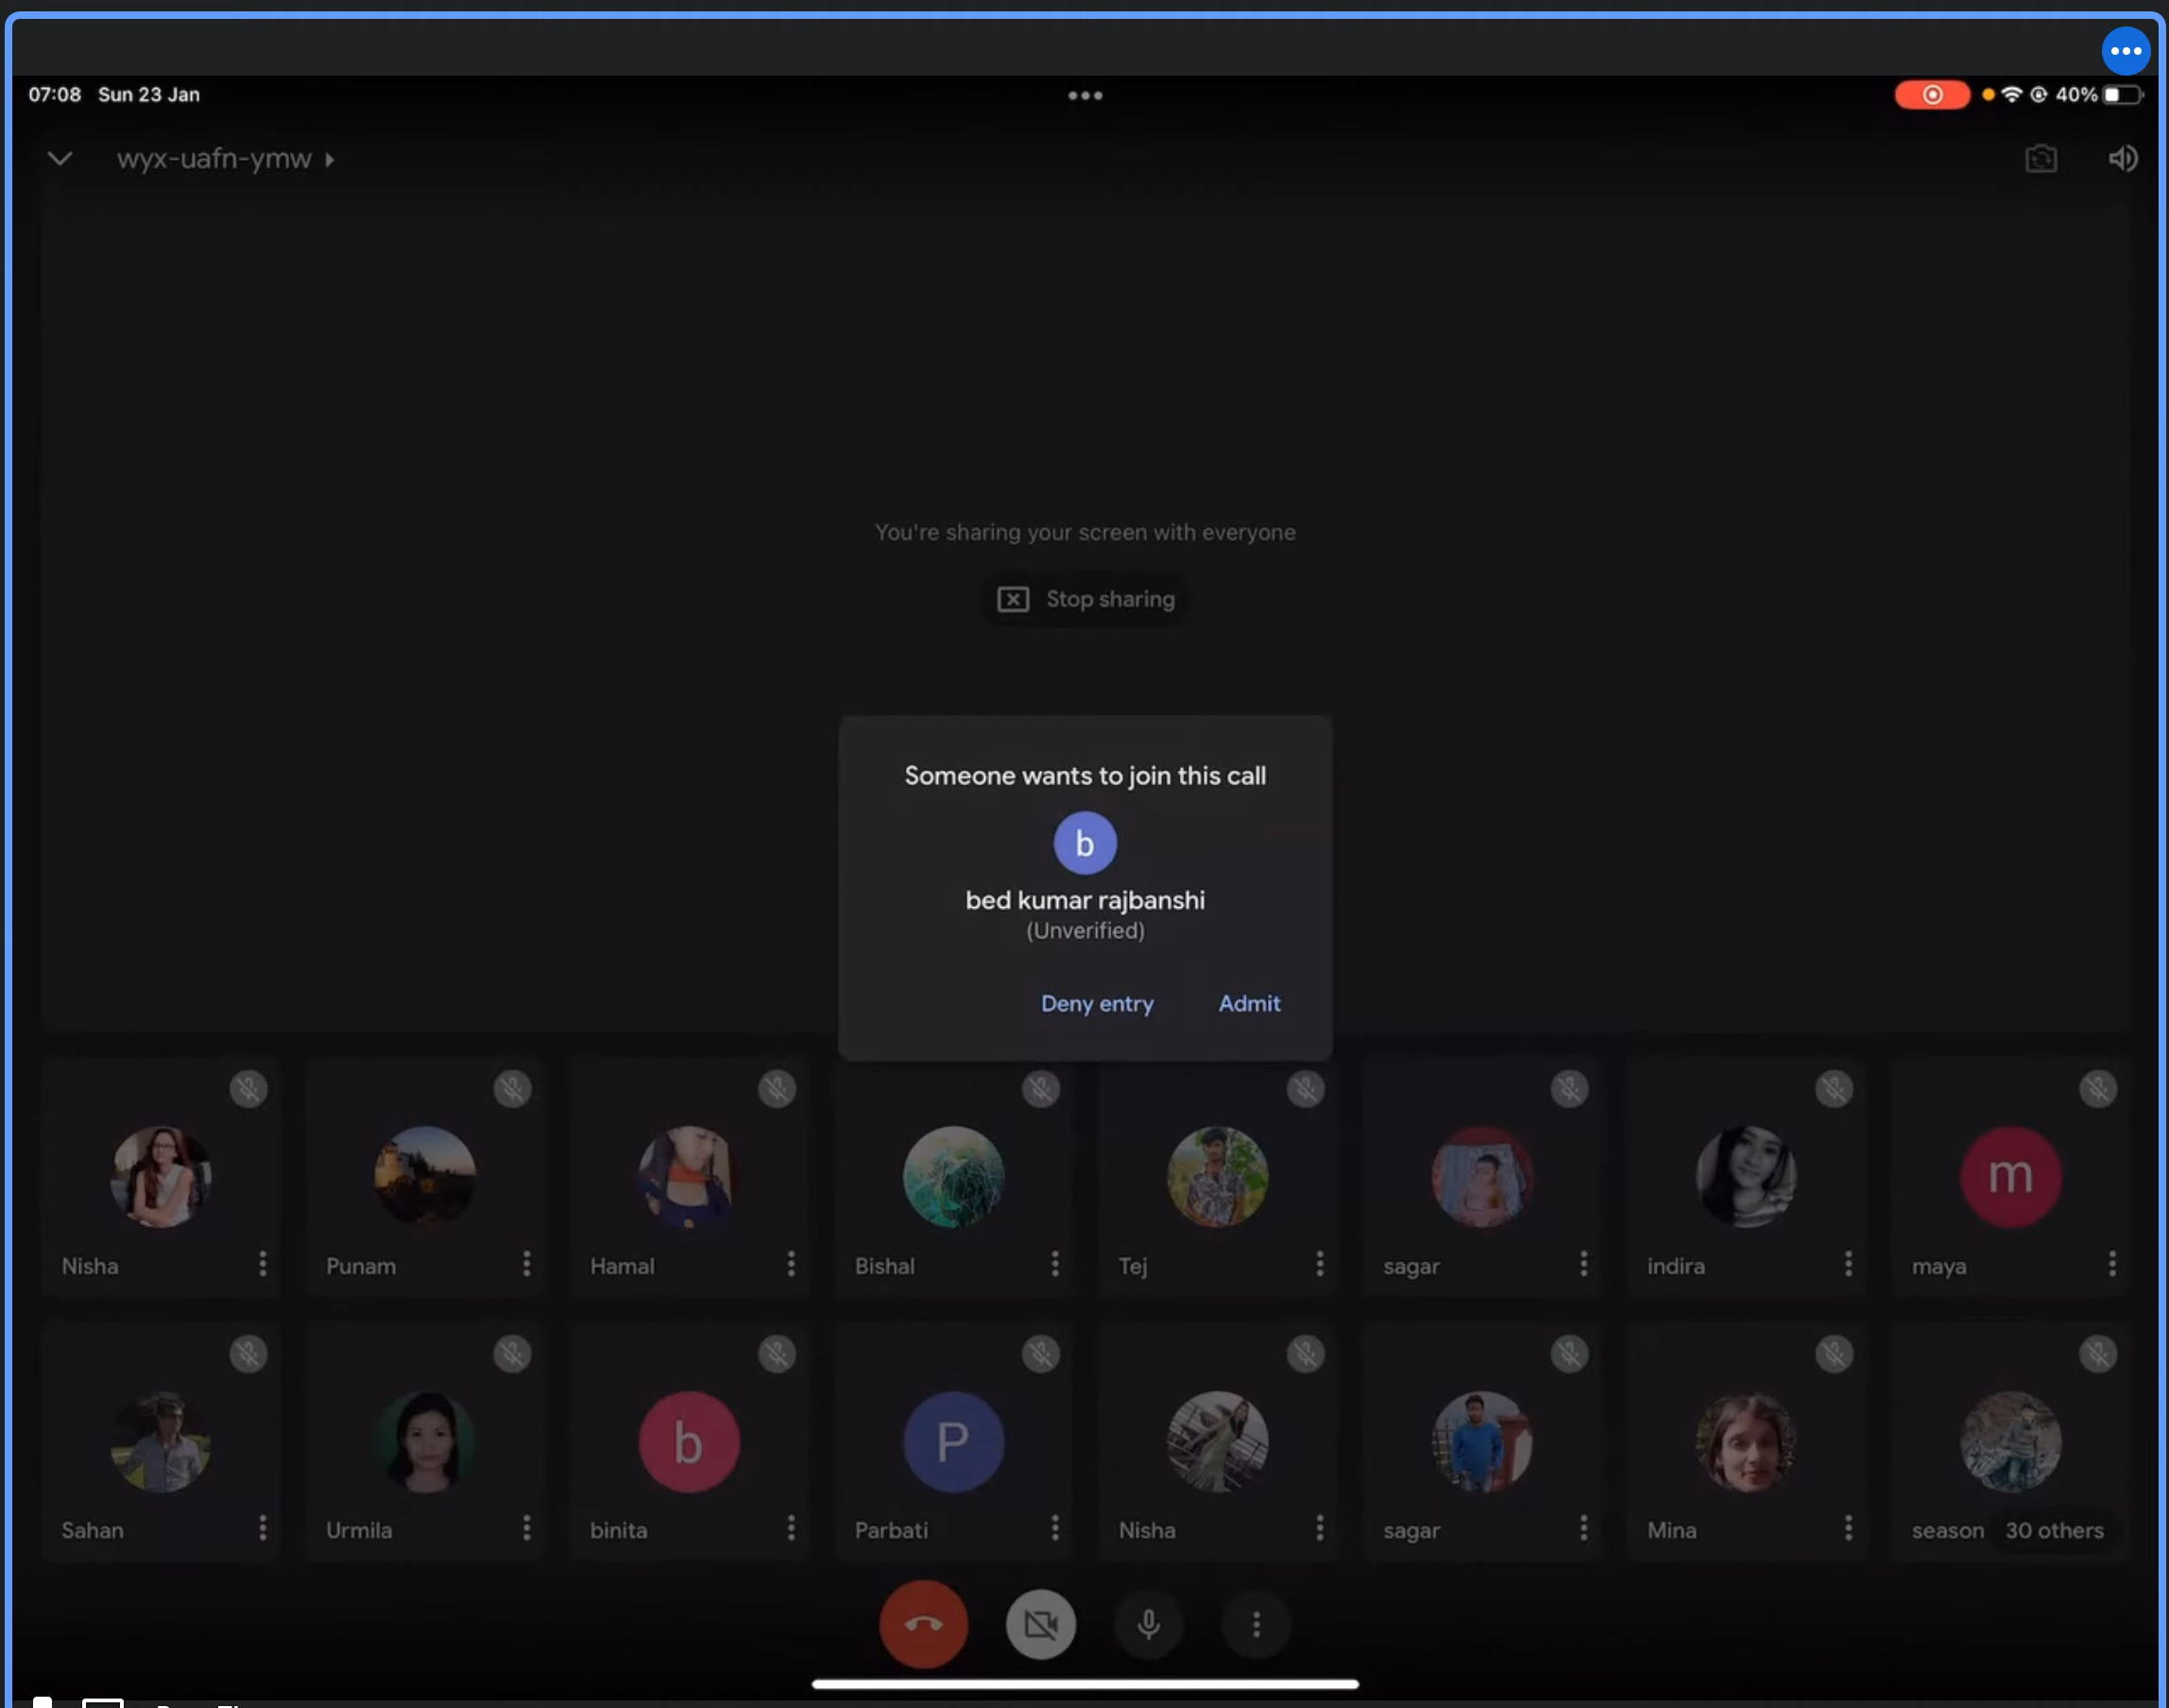 07:08 Sun 23 Jan
40%
wyx-uafn-ymw
You're sharing your screen with everyone
Stop sharing
Someone wants to join this call
b
bed kumar rajbanshi
(Unverified)
Deny entry Admit
m
Nisha Punam Hamal Bishal Tej sagar indira maya
b P
Sahan Urmila binita Parbati Nisha sagar Mina season 30 others